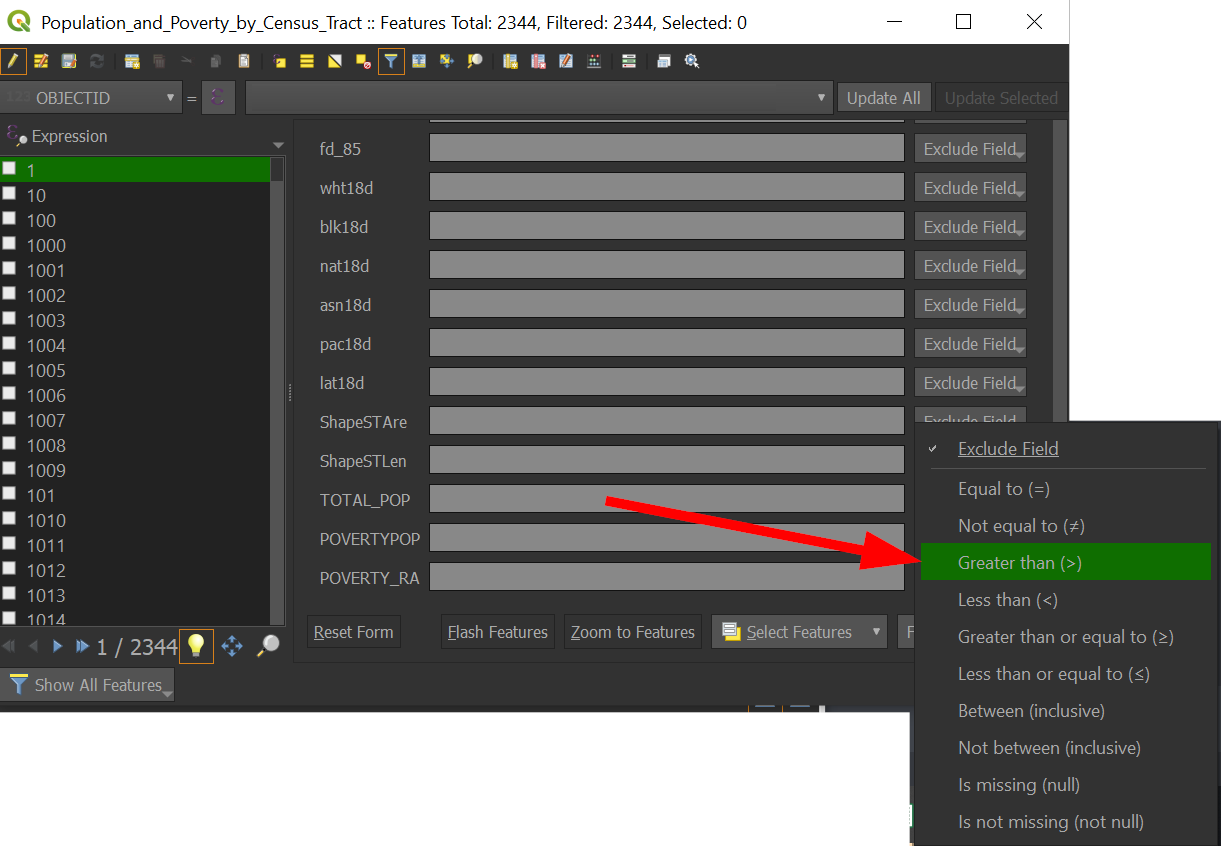 Population_and_Poverty_by_Census_Tract :: Features Total: 2344, Filtered: 2344, Selected: 0
123 OBJECTID = ε Update All Update Selected
ε Expression
1
10
100
1000
1001
1002
1003
1004
1005
1006
1007
1008
1009
101
1010
1011
1012
1013
1014
fd_85 Exclude Field
wht18d Exclude Field
blk18d Exclude Field
nat18d Exclude Field
asn18d Exclude Field
pac18d Exclude Field
lat18d Exclude Field
ShapeSTAre Exclude Field
ShapeSTLen
TOTAL_POP
POVERTYPOP
POVERTY_RA
Reset Form Flash Features Zoom to Features Select Features F
1 / 2344
Show All Features
Exclude Field
Equal to (=)
Not equal to (≠)
Greater than (>)
Less than (<)
Greater than or equal to (≥)
Less than or equal to (≤)
Between (inclusive)
Not between (inclusive)
Is missing (null)
Is not missing (not null)